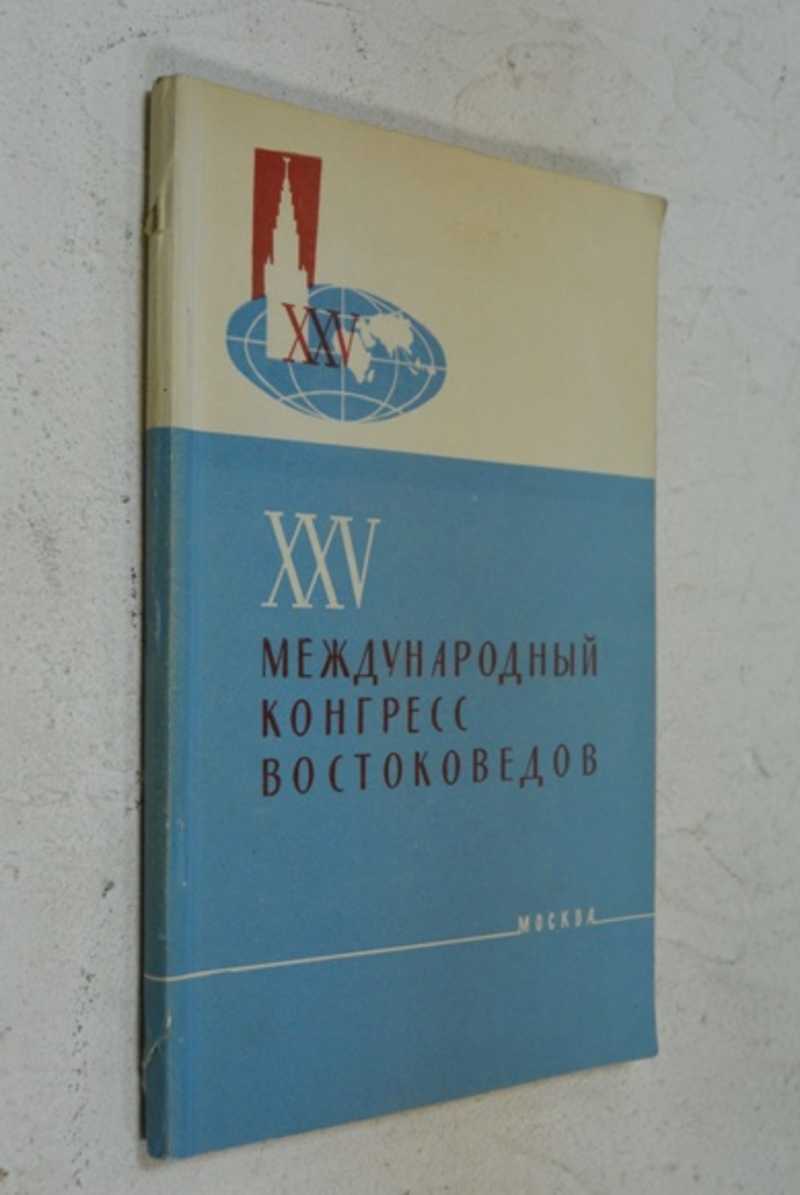 XXV
XXV
МЕЖДУНАРОДНЫЙ
КОНГРЕСС
ВОСТОКОВЕДОВ
МОСКВА